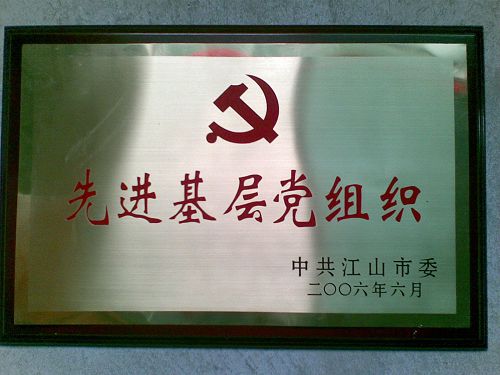 先进基层党组织
中共江山市委
二〇〇六年六月